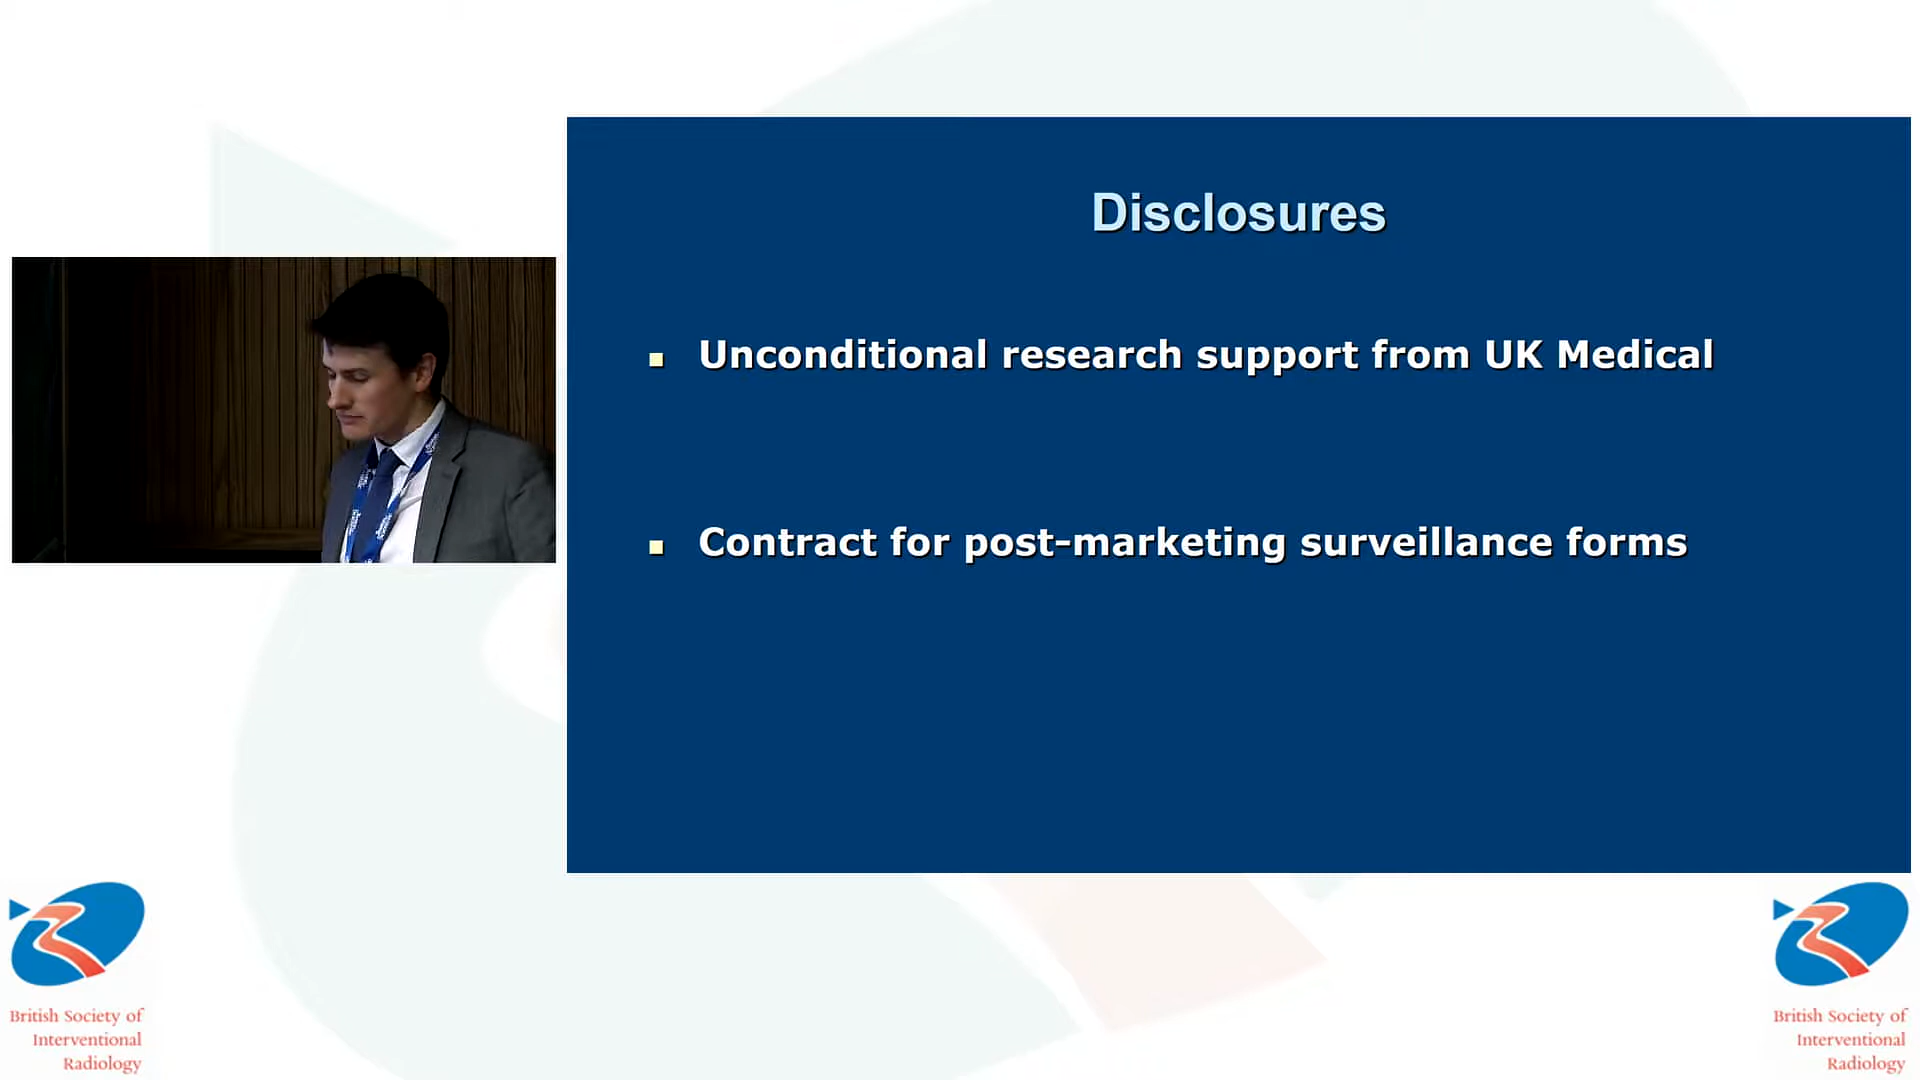 Disclosures
Unconditional research support from UK Medical
Contract for post-marketing surveillance forms
British Society of
Interventional
Radiology
British Society of
Interventional
Radiology